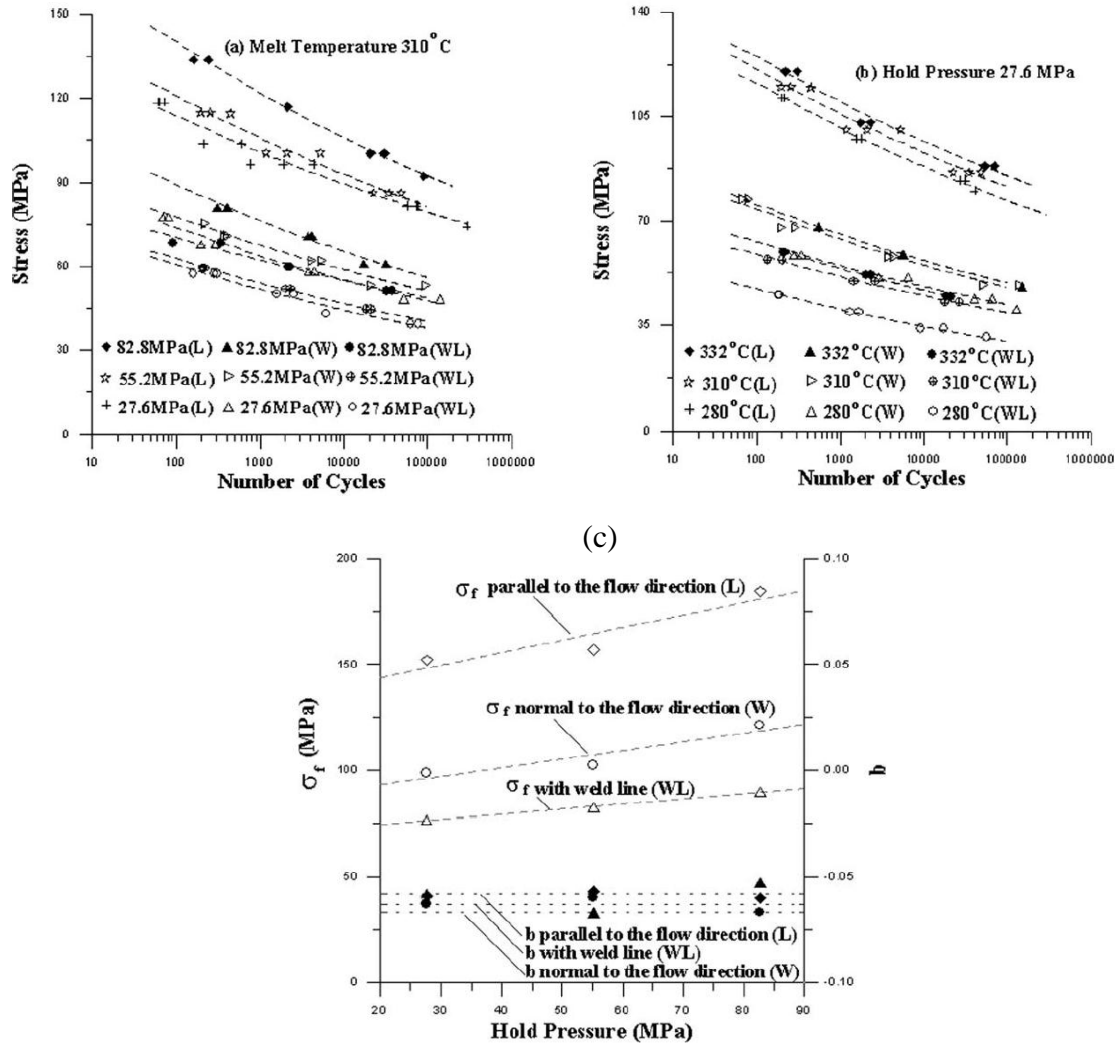 (a) Melt Temperature 310°C
Stress (MPa)
150
120
90
60
30
0
◆82.8MPa(L) ▲82.8MPa(W) ●82.8MPa(WL)
☆55.2MPa(L) ▷55.2MPa(W) ⊕55.2MPa(WL)
+27.6MPa(L) △27.6MPa(W) ○27.6MPa(WL)
10 100 1000 10000 100000 1000000
Number of Cycles
(b) Hold Pressure 27.6 MPa
Stress (MPa)
140
105
70
35
0
◆332°C(L) ▲332°C(W) ●332°C(WL)
☆310°C(L) ▷310°C(W) ⊕310°C(WL)
+280°C(L) △280°C(W) ○280°C(WL)
10 100 1000 10000 100000 1000000
Number of Cycles
(c)
σf (MPa)
200
150
100
50
0
σf parallel to the flow direction (L)
σf normal to the flow direction (W)
σf with weld line (WL)
b parallel to the flow direction (L)
b with weld line (WL)
b normal to the flow direction (W)
0.10
0.05
0.00
-0.05
-0.10
b
20 30 40 50 60 70 80 90
Hold Pressure (MPa)